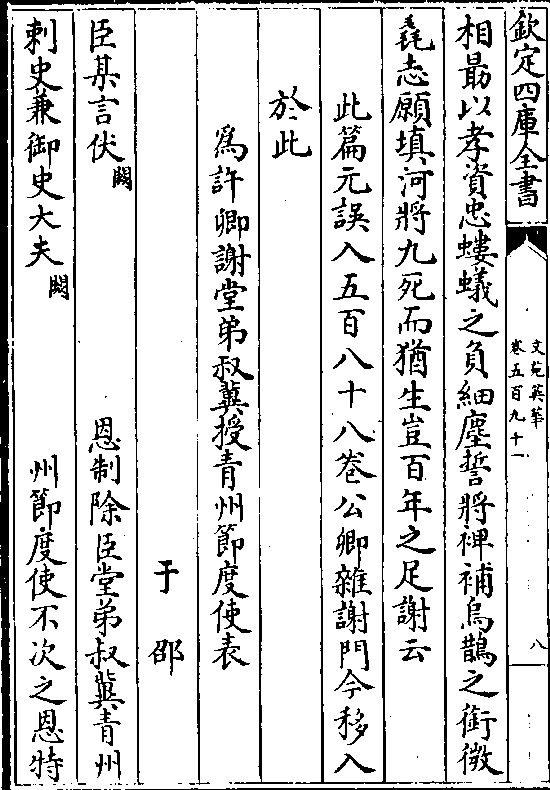 欽定四庫全書
文苑英華
卷五百九十一
八
相勗以孝資忠螻蟻之負細塵誓將裨補烏鵲之銜微
毳志願填河將九死而猶生豈百年之足謝云
此篇元誤入五百八十八卷公卿雜謝門今移入
於此
為許卿謝堂弟叔冀授青州節度使表
于邵
臣某言伏闕恩制除臣堂弟叔冀青州
刺史兼御史大夫闕州節度使不次之恩特